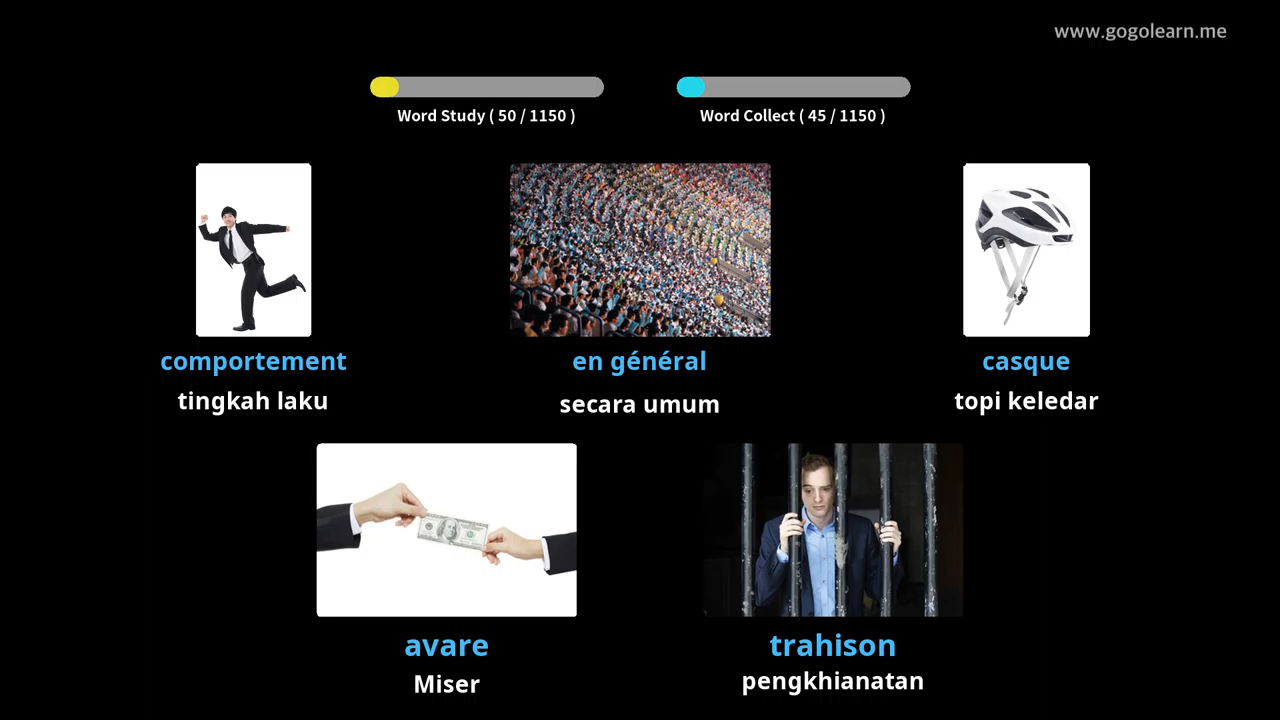 www.gogolearn.me
Word Study ( 50 / 1150 )
Word Collect ( 45 / 1150 )
comportement
tingkah laku
en général
secara umum
casque
topi keledar
avare
Miser
trahison
pengkhianatan